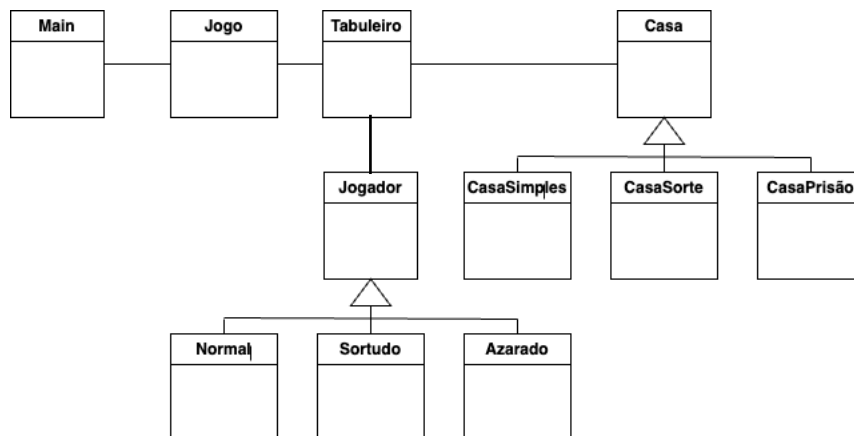 Main
Jogo
Tabuleiro
Casa
Jogador
CasaSimples
CasaSorte
CasaPrisão
Normal
Sortudo
Azarado